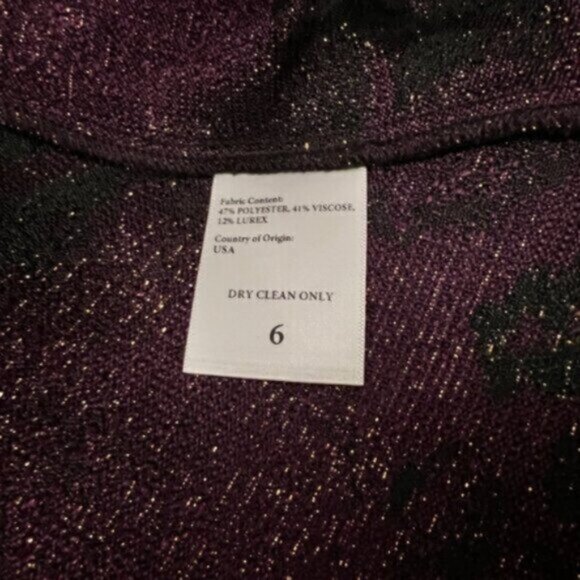 Fabric Content:
47% POLYESTER, 41% VISCOSE,
12% LUREX
Country of Origin:
USA
DRY CLEAN ONLY
6